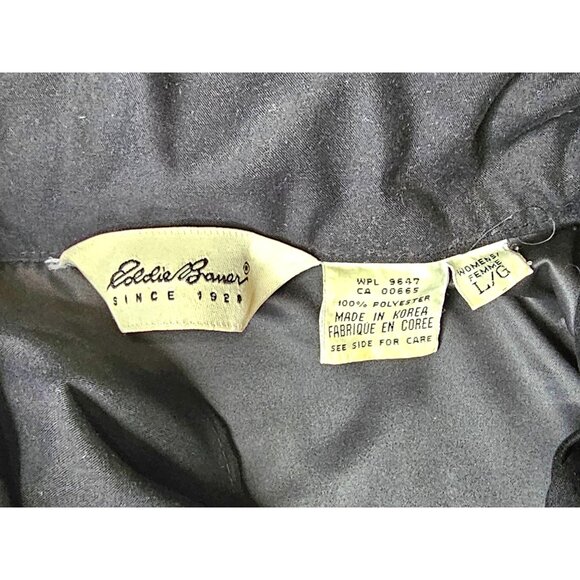 Eddie Bauer®
SINCE 1920
WPL 9647
CA 00665
100% POLYESTER
MADE IN KOREA
FABRIQUE EN COREE
SEE SIDE FOR CARE
WOMENS/
FEMME
L/G